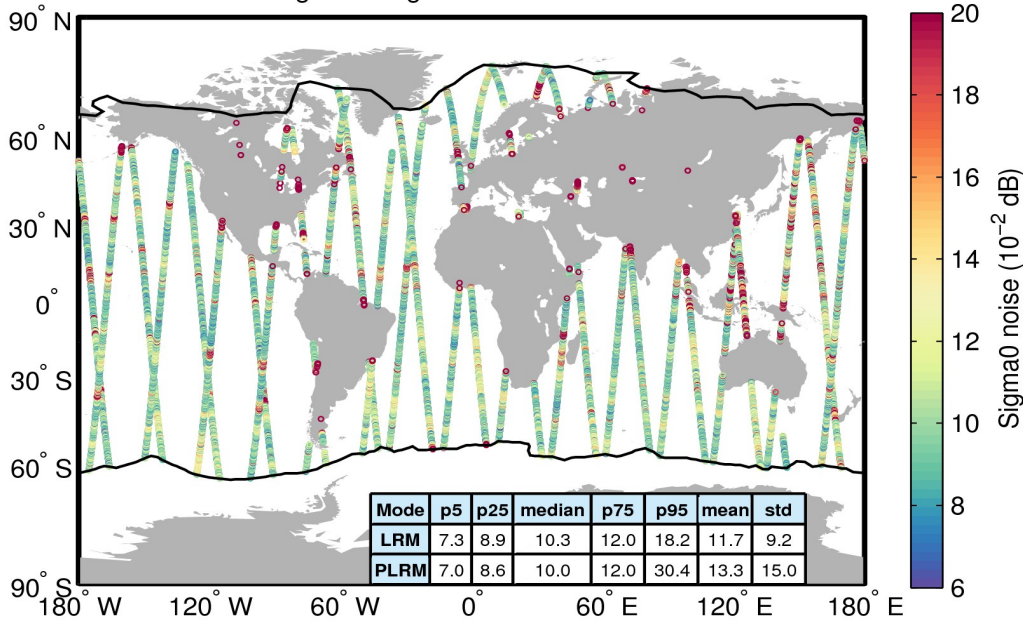 90° N
60° N
30° N
0°
30° S
60° S
90° S
180° W
120° W
60° W
0°
60° E
120° E
180° E
Mode p5 p25 median p75 p95 mean std
LRM 7.3 8.9 10.3 12.0 18.2 11.7 9.2
PLRM 7.0 8.6 10.0 12.0 30.4 13.3 15.0
20
18
16
14
12
10
8
6
Sigma0 noise (10⁻² dB)